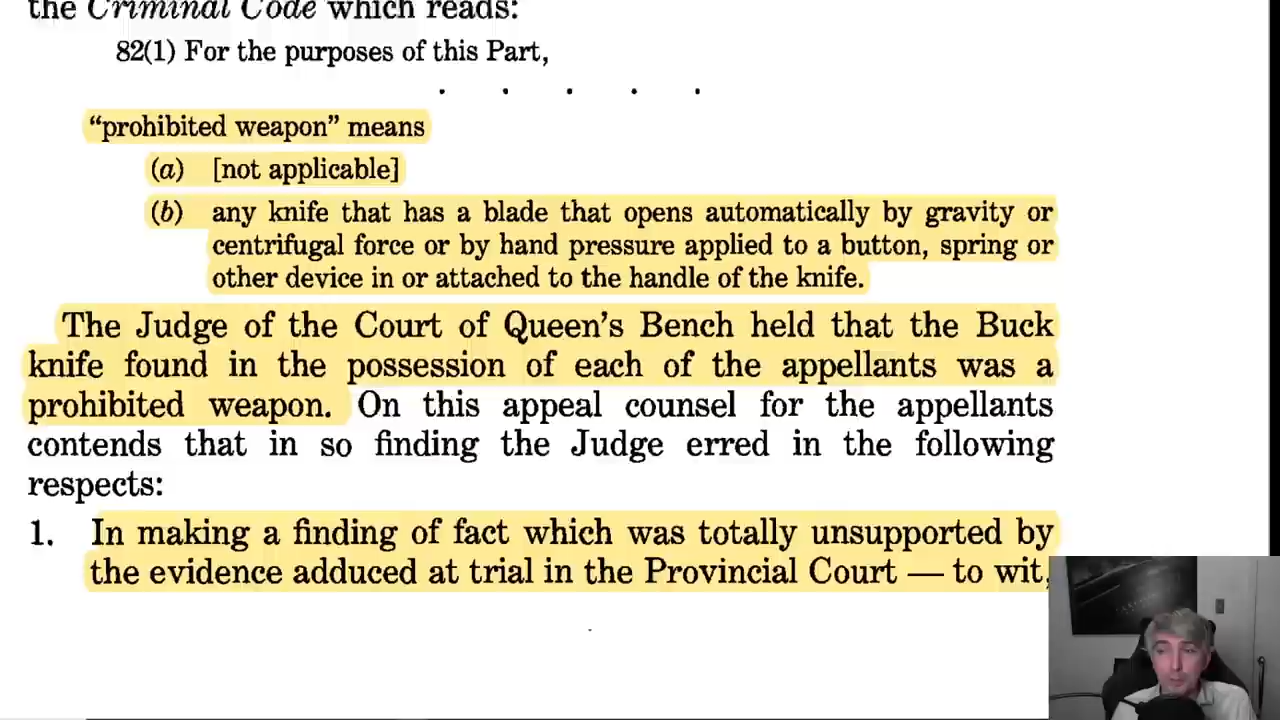 the Criminal Code which reads:
82(1) For the purposes of this Part,
. . . . .
“prohibited weapon” means
(a) [not applicable]
(b) any knife that has a blade that opens automatically by gravity or
centrifugal force or by hand pressure applied to a button, spring or
other device in or attached to the handle of the knife.
The Judge of the Court of Queen’s Bench held that the Buck
knife found in the possession of each of the appellants was a
prohibited weapon. On this appeal counsel for the appellants
contends that in so finding the Judge erred in the following
respects:
1. In making a finding of fact which was totally unsupported by
the evidence adduced at trial in the Provincial Court — to wit,